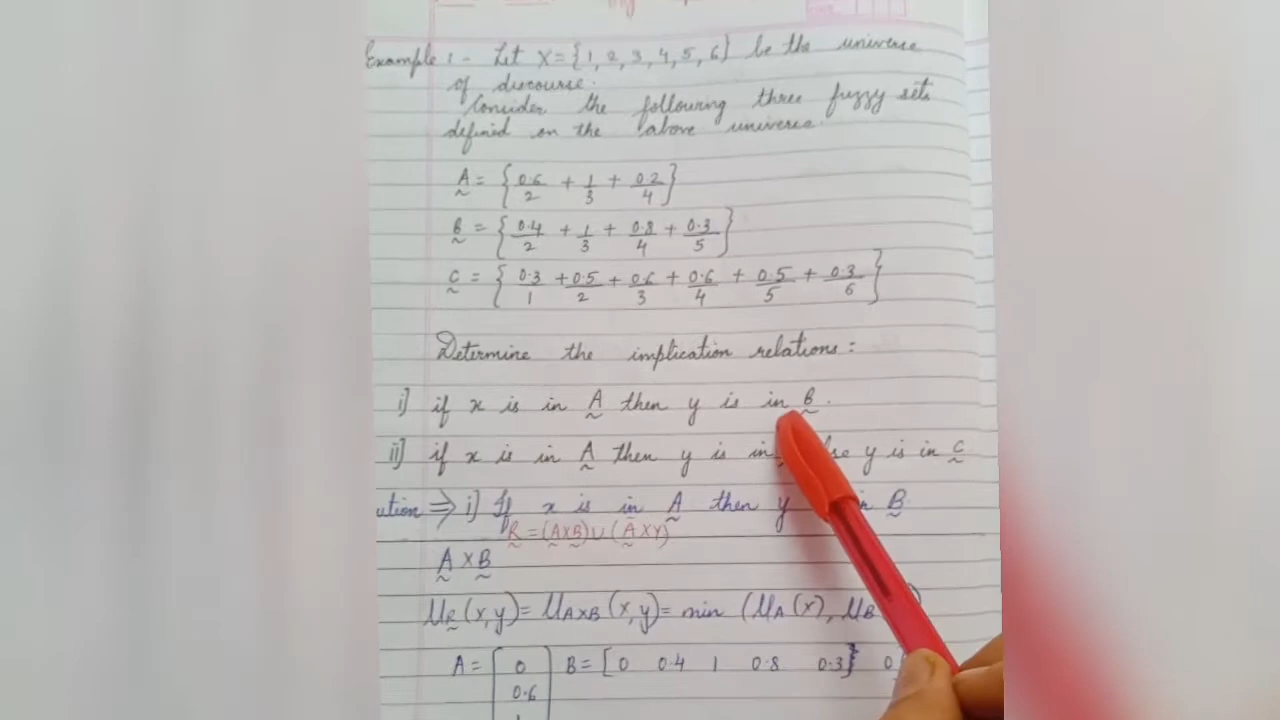 Example 1 - Let X = {1, 2, 3, 4, 5, 6} be the universe
of discourse.
Consider the following three fuzzy sets
defined on the above universe.
A = {0.6/2 + 1/3 + 0.2/4}
B = {0.4/2 + 1/3 + 0.8/4 + 0.3/5}
C = {0.3/1 + 0.5/2 + 0.6/3 + 0.6/4 + 0.5/5 + 0.3/6}
Determine the implication relations :
i] if x is in A then y is in B.
ii] if x is in A then y is in y is in C
ution ⇒ i] If x is in A then y B
R = (A×B) ∪ (Ā×Y)
A × B
μR (x,y) = μA×B (x,y) = min (μA (x), μB
A = [0 B = [0 0.4 1 0.8 0.3 0
0.6
1